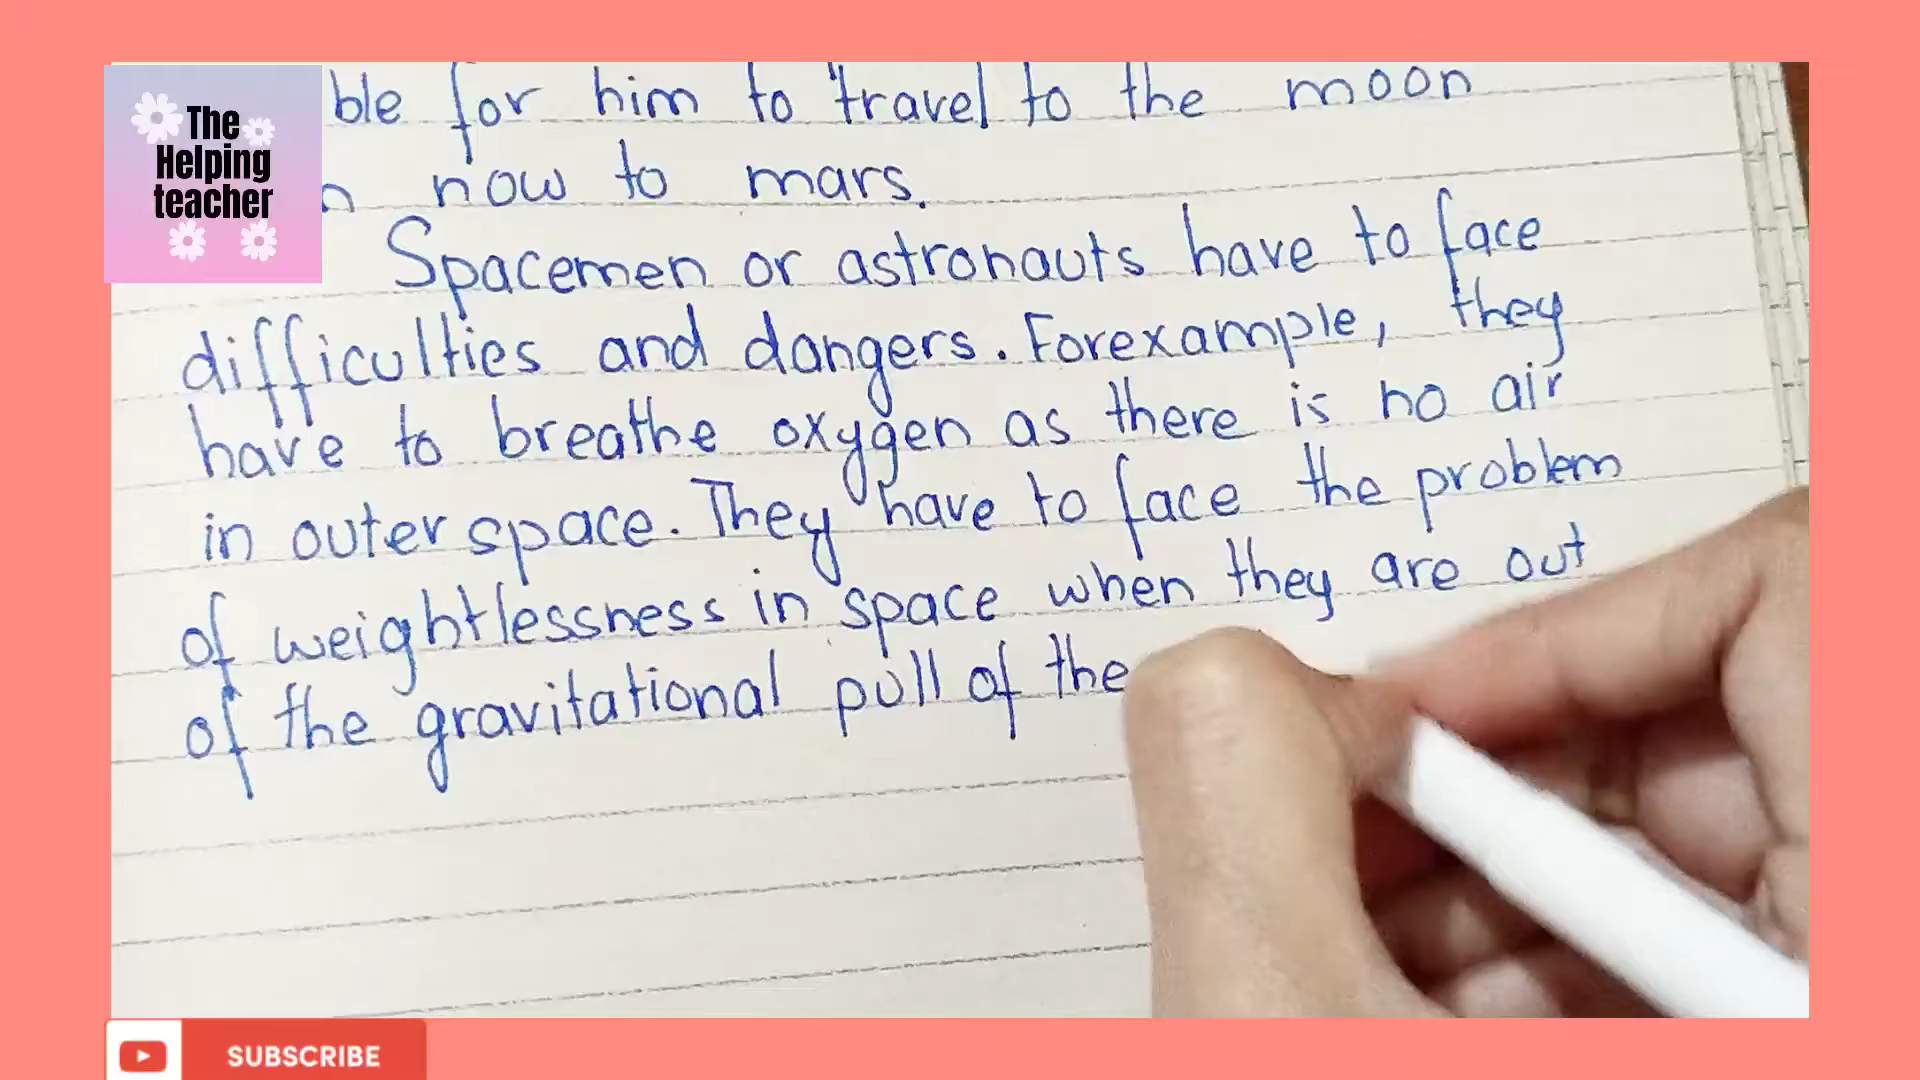 The
Helping
teacher
ble for him to travel to the moon
now to mars.
Spacemen or astronauts have to face
difficulties and dangers. Forexample, they
have to breathe oxygen as there is no air
in outer space. They have to face the problem
of weightlessness in space when they are out
of the gravitational pull of the
SUBSCRIBE